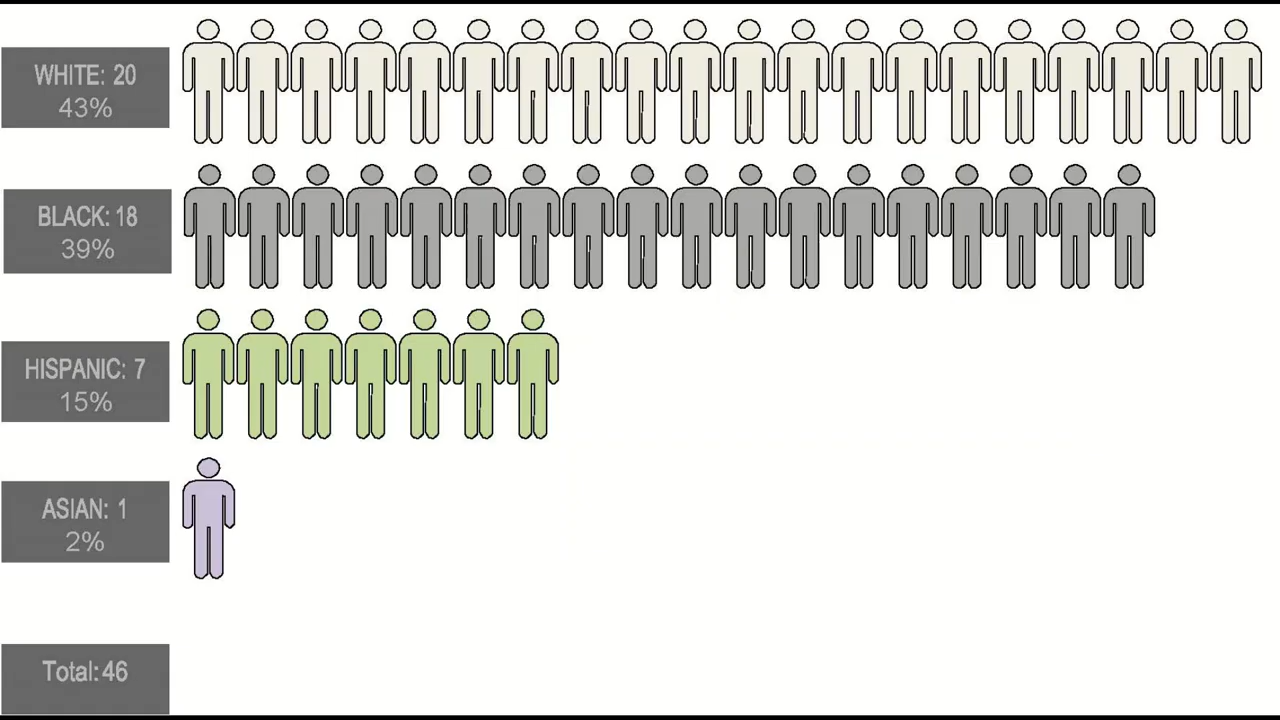 WHITE: 20
43%
BLACK: 18
39%
HISPANIC: 7
15%
ASIAN: 1
2%
Total: 46